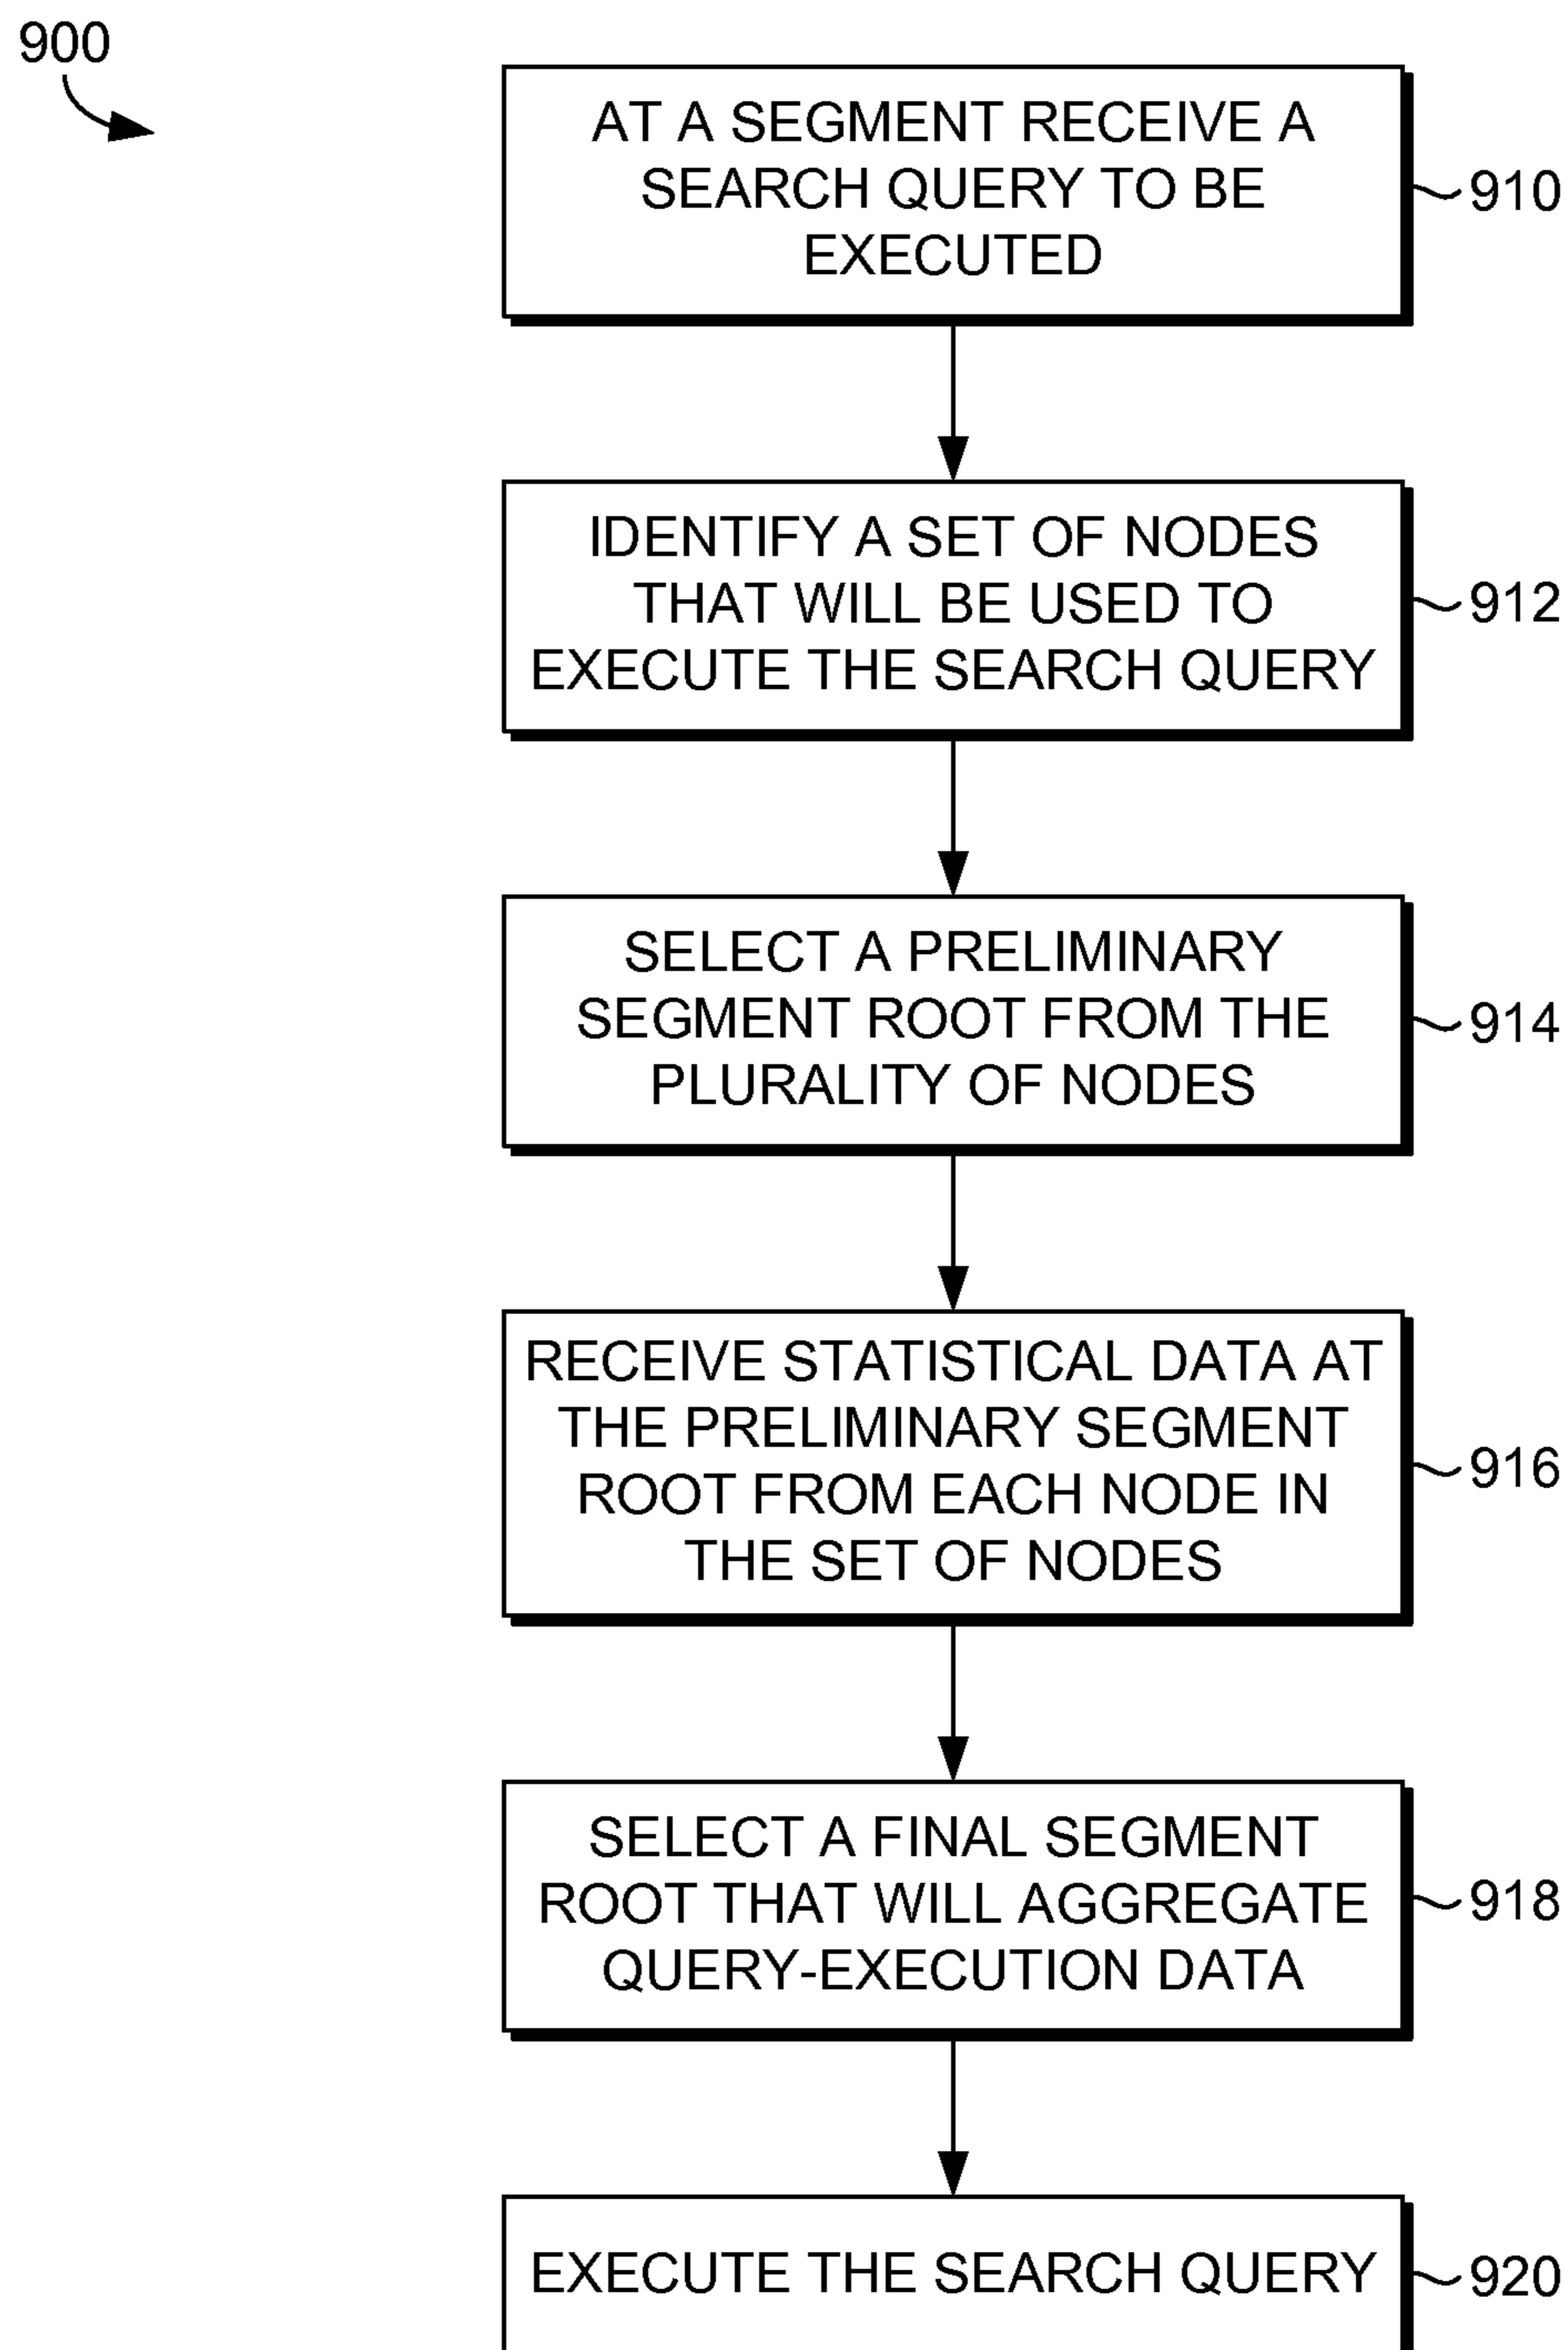 900
AT A SEGMENT RECEIVE A
SEARCH QUERY TO BE
EXECUTED
910
IDENTIFY A SET OF NODES
THAT WILL BE USED TO
EXECUTE THE SEARCH QUERY
912
SELECT A PRELIMINARY
SEGMENT ROOT FROM THE
PLURALITY OF NODES
914
RECEIVE STATISTICAL DATA AT
THE PRELIMINARY SEGMENT
ROOT FROM EACH NODE IN
THE SET OF NODES
916
SELECT A FINAL SEGMENT
ROOT THAT WILL AGGREGATE
QUERY-EXECUTION DATA
918
EXECUTE THE SEARCH QUERY
920